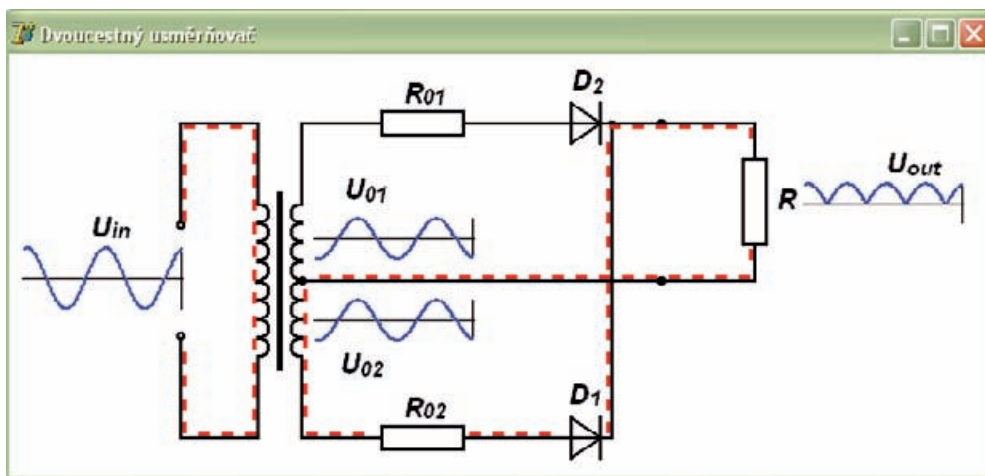 Dvoucestný usměrňovač
D2
R01
U01
Uin
Uout
R
U02
D1
R02